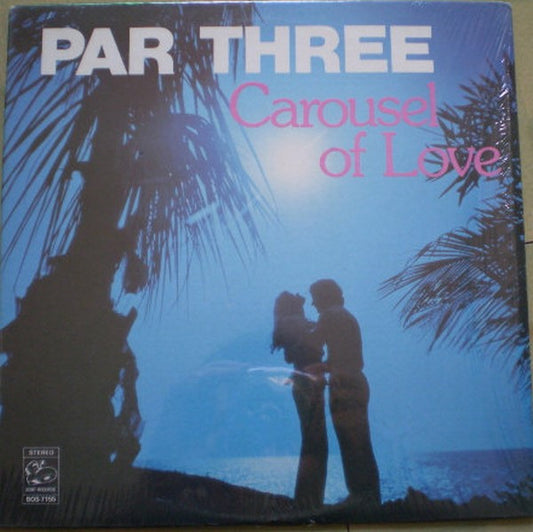 PAR THREE
Carousel
of Love
STEREO
SOS-7155